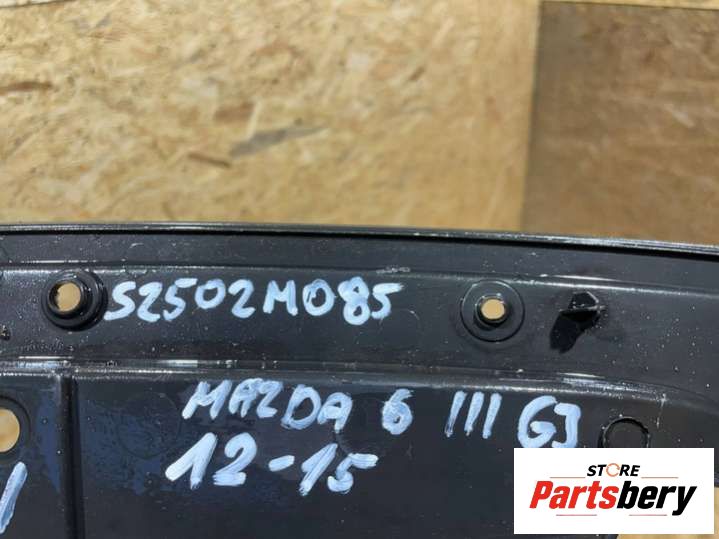 S2502M085
MAZDA 6 III GJ
12-15
STORE
Partsbery